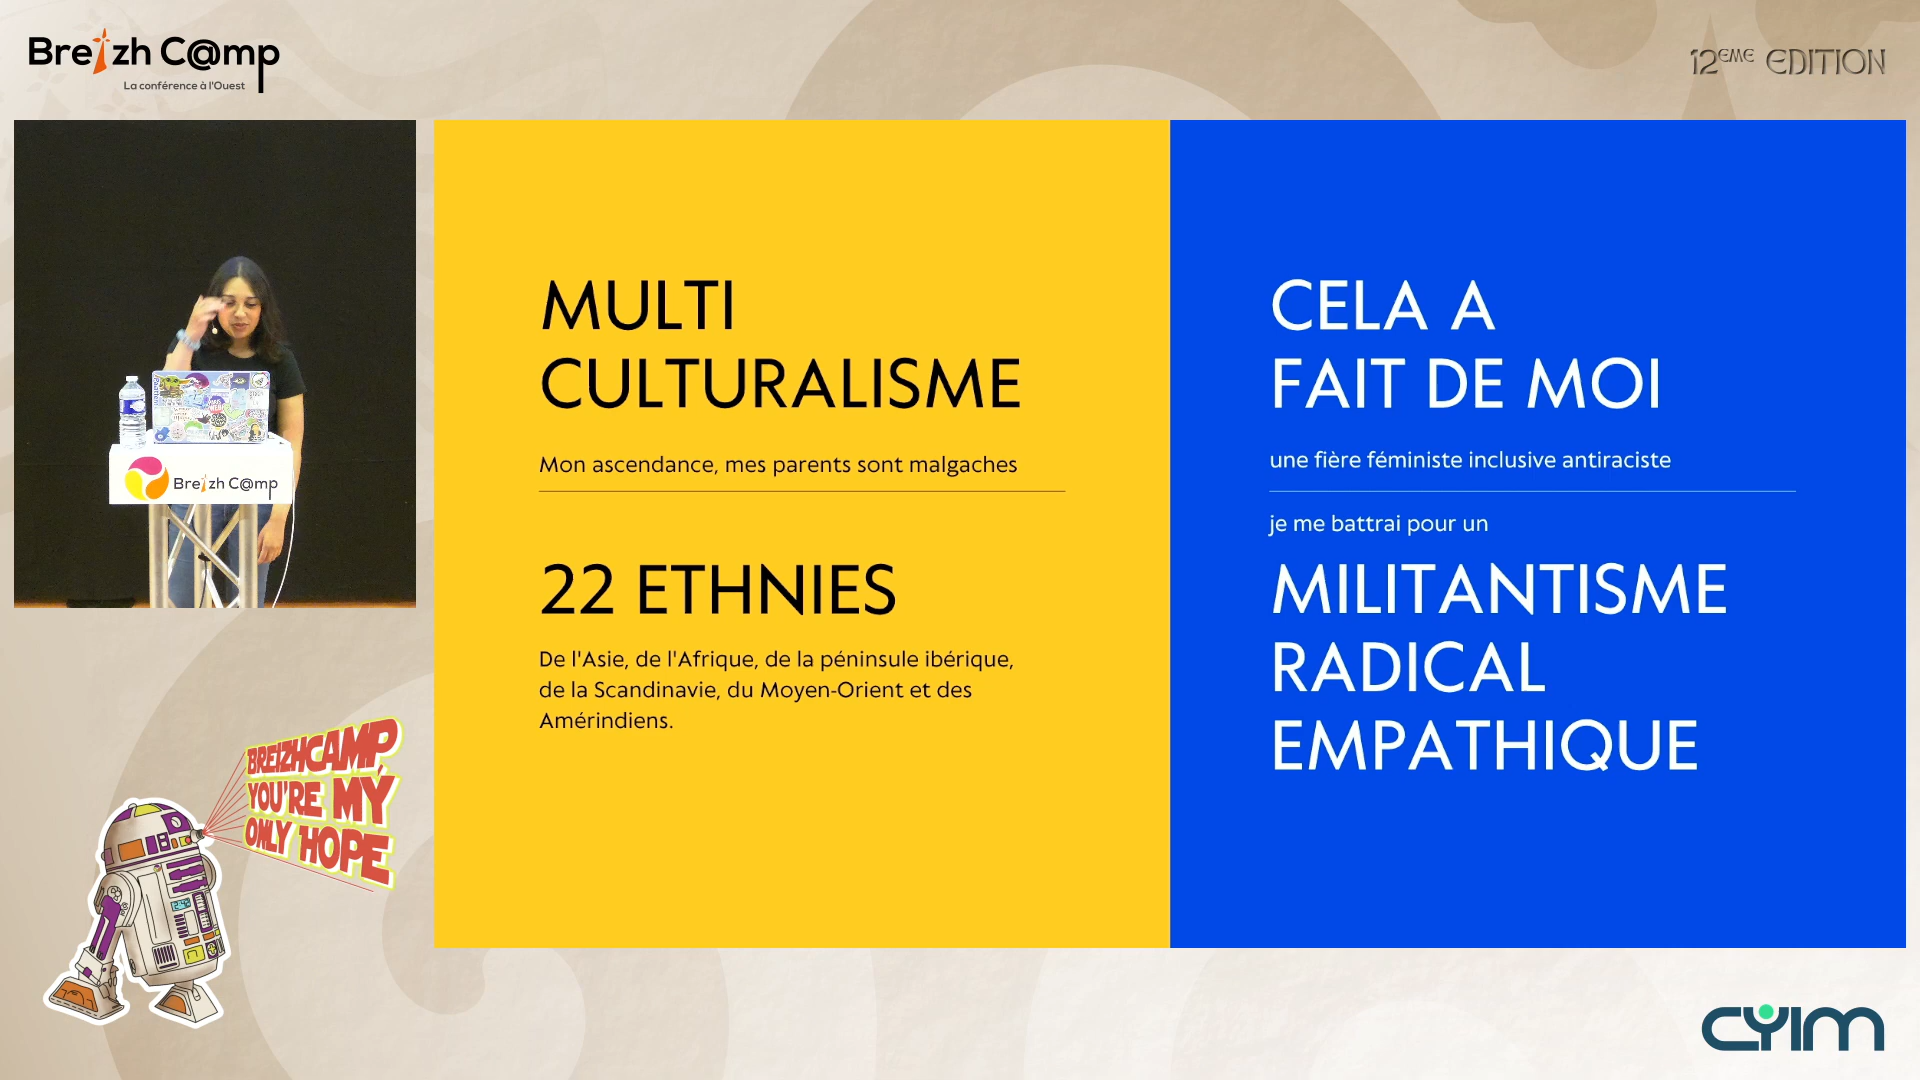 Breizh C@mp
La conférence à l'Ouest
12EME EDITION
MULTI
CULTURALISME
Mon ascendance, mes parents sont malgaches
22 ETHNIES
De l'Asie, de l'Afrique, de la péninsule ibérique,
de la Scandinavie, du Moyen-Orient et des
Amérindiens.
CELA A
FAIT DE MOI
une fière féministe inclusive antiraciste
je me battrai pour un
MILITANTISME
RADICAL
EMPATHIQUE
Breizh C@mp
BREIZHCAMP,
YOU'RE MY
ONLY HOPE
CYIM